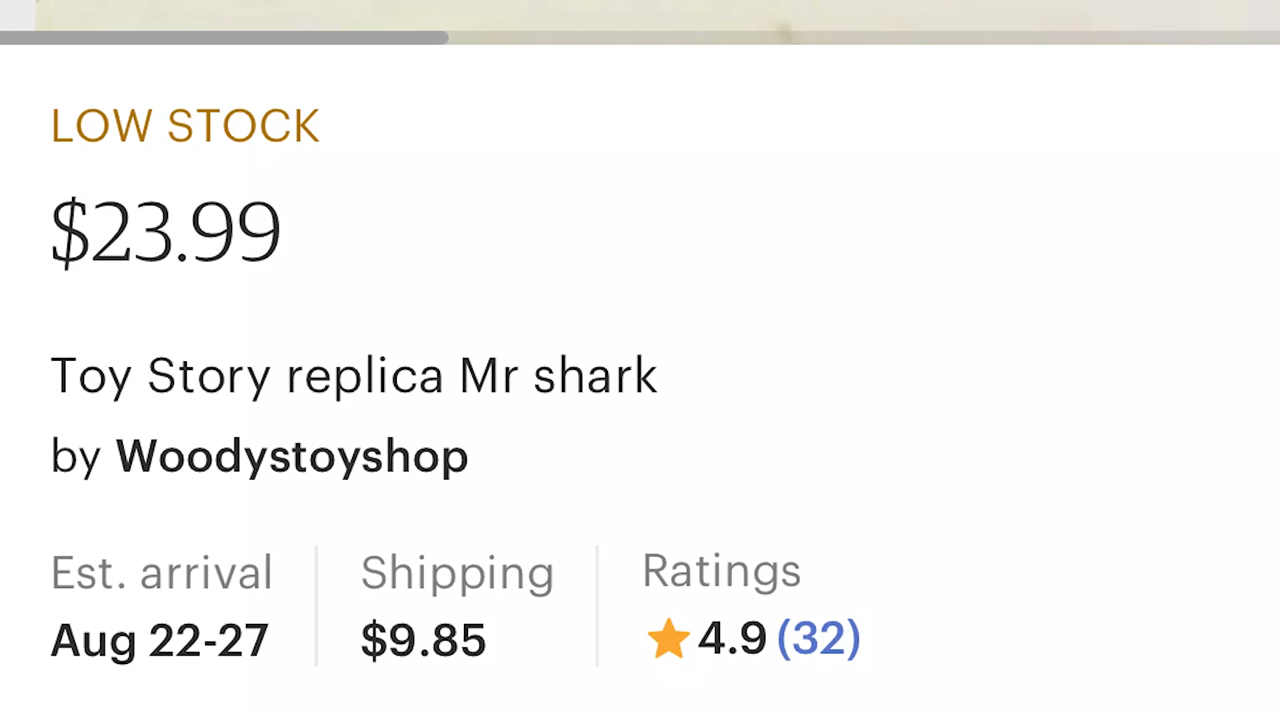 LOW STOCK
$23.99
Toy Story replica Mr shark
by Woodystoyshop
Est. arrival
Aug 22-27
Shipping
$9.85
Ratings
4.9 (32)